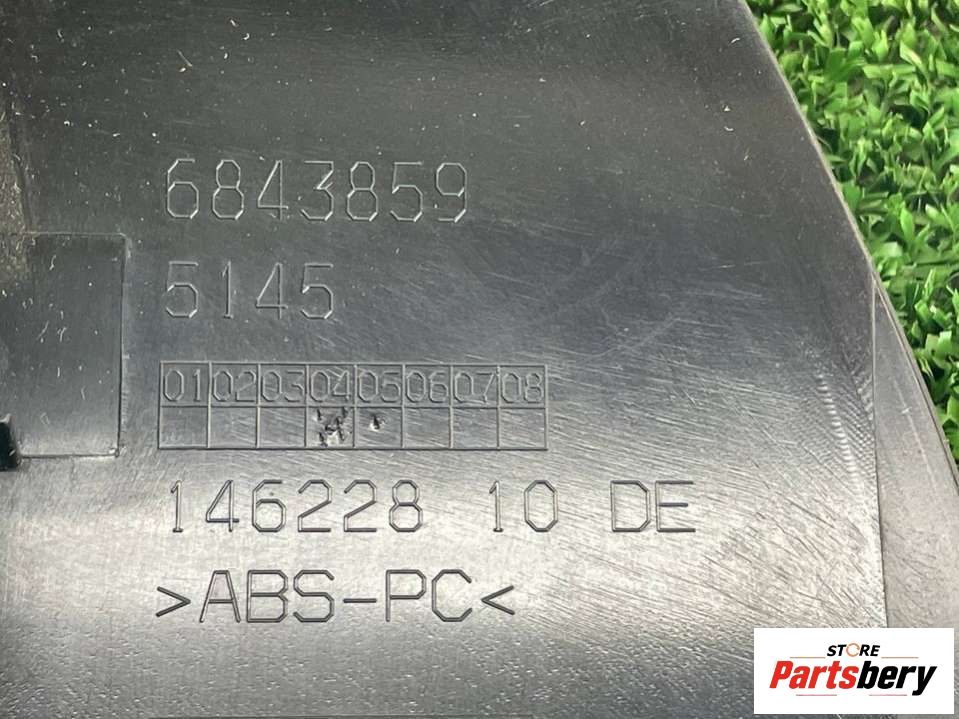 6843859
5145
01 02 03 04 05 06 07 08
146228 10 DE
>ABS-PC<
STORE
Partsbery